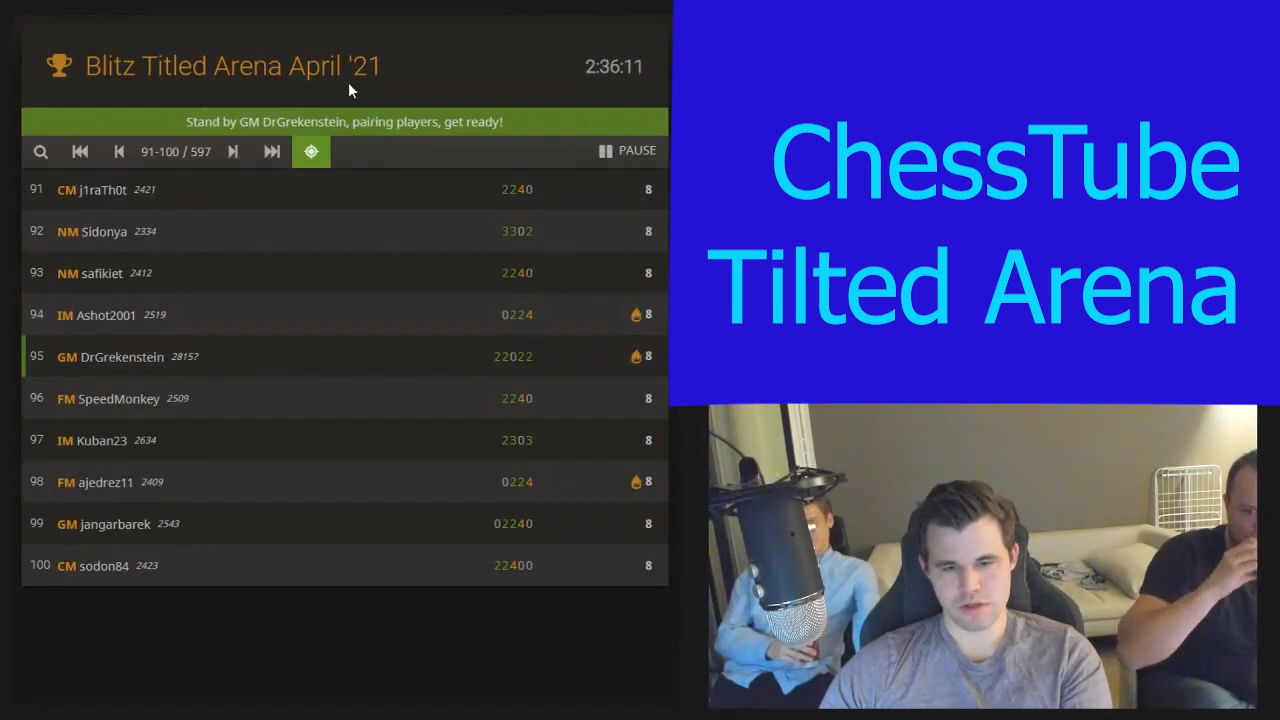 Blitz Titled Arena April '21
2:36:11
Stand by GM DrGrekenstein, pairing players, get ready!
91-100 / 597
PAUSE
91 CM j1raTh0t 2421 2240 8
92 NM Sidonya 2334 3302 8
93 NM safikiet 2412 2240 8
94 IM Ashot2001 2519 0224 8
95 GM DrGrekenstein 2815? 22022 8
96 FM SpeedMonkey 2509 2240 8
97 IM Kuban23 2634 2303 8
98 FM ajedrez11 2409 0224 8
99 GM jangarbarek 2543 02240 8
100 CM sodon84 2423 22400 8
ChessTube
Tilted Arena